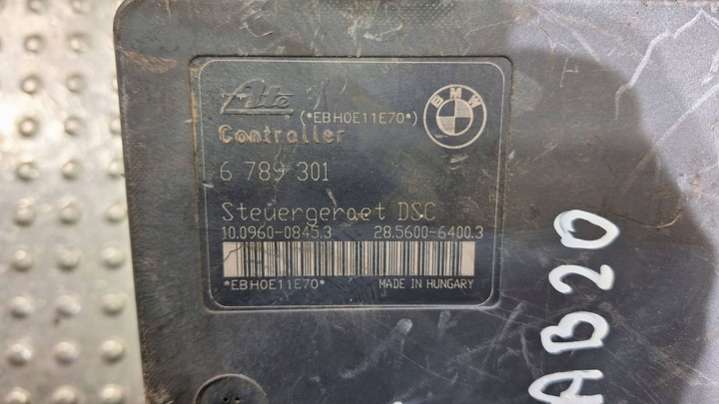 Ate
(*EBH0E11E70*)
BMW
Controller
6 789 301
Steuergeraet DSC
10.0960-0845.3 28.5600-6400.3
*EBH0E11E70* MADE IN HUNGARY
AB20